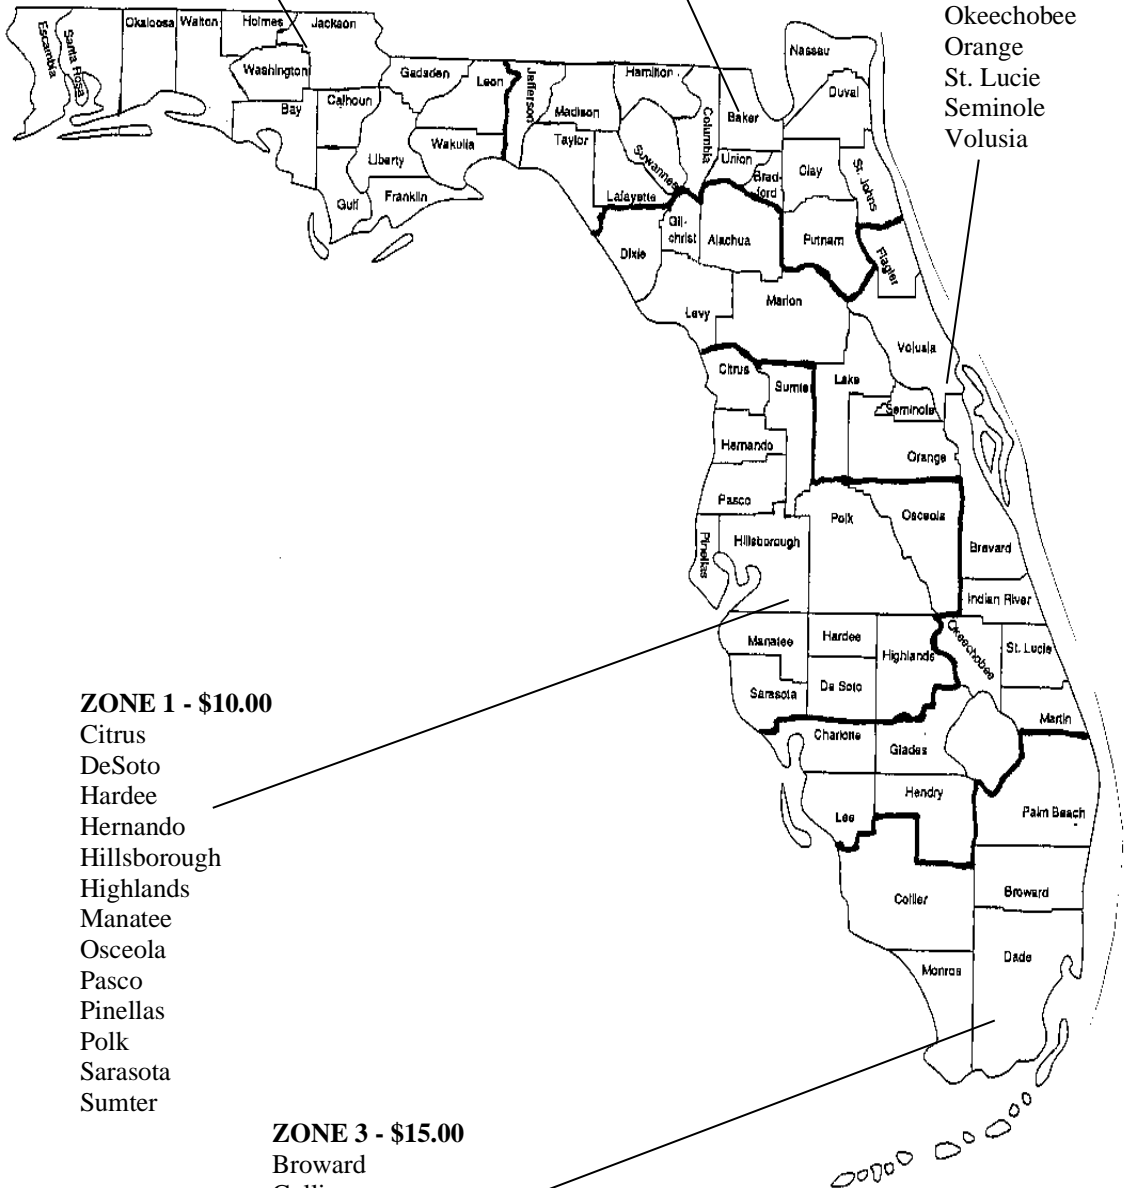 Okeechobee
Orange
St. Lucie
Seminole
Volusia
Escambia
Santa Rosa
Okaloosa
Walton
Holmes
Jackson
Washington
Bay
Calhoun
Gadsden
Leon
Liberty
Gulf
Franklin
Wakulla
Jefferson
Madison
Taylor
Hamilton
Suwannee
Lafayette
Columbia
Baker
Union
Brad-
ford
Nassau
Duval
Clay
St. Johns
Dixie
Gil-
christ
Alachua
Putnam
Flagler
Levy
Marion
Volusia
Citrus
Sumter
Lake
Seminole
Hernando
Orange
Pasco
Pinellas
Hillsborough
Polk
Osceola
Brevard
Indian River
Manatee
Hardee
Highlands
Okeechobee
St. Lucie
Sarasota
De Soto
Martin
Charlotte
Glades
Lee
Hendry
Palm Beach
Collier
Broward
Monroe
Dade
ZONE 1 - $10.00
Citrus
DeSoto
Hardee
Hernando
Hillsborough
Highlands
Manatee
Osceola
Pasco
Pinellas
Polk
Sarasota
Sumter
ZONE 3 - $15.00
Broward